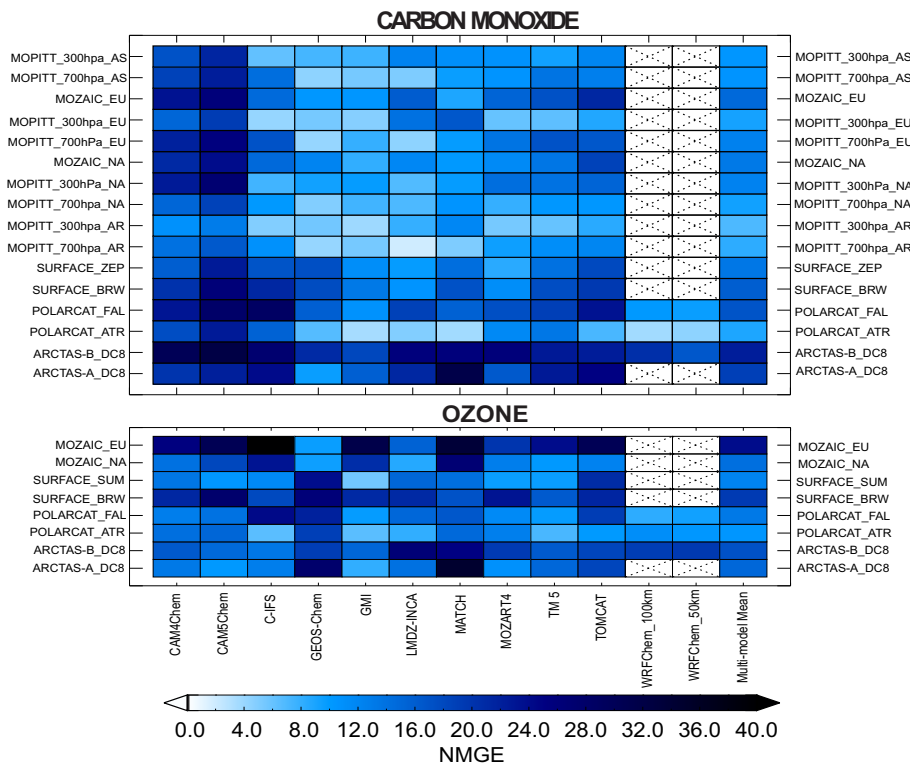 CARBON MONOXIDE
MOPITT_300hpa_AS MOPITT_300hpa_AS
MOPITT_700hpa_AS MOPITT_700hpa_AS
MOZAIC_EU MOZAIC_EU
MOPITT_300hpa_EU MOPITT_300hpa_EU
MOPITT_700hPa_EU MOPITT_700hpa_EU
MOZAIC_NA MOZAIC_NA
MOPITT_300hPa_NA MOPITT_300hPa_NA
MOPITT_700hpa_NA MOPITT_700hpa_NA
MOPITT_300hpa_AR MOPITT_300hpa_AR
MOPITT_700hpa_AR MOPITT_700hpa_AR
SURFACE_ZEP SURFACE_ZEP
SURFACE_BRW SURFACE_BRW
POLARCAT_FAL POLARCAT_FAL
POLARCAT_ATR POLARCAT_ATR
ARCTAS-B_DC8 ARCTAS-B_DC8
ARCTAS-A_DC8 ARCTAS-A_DC8
OZONE
MOZAIC_EU MOZAIC_EU
MOZAIC_NA MOZAIC_NA
SURFACE_SUM SURFACE_SUM
SURFACE_BRW SURFACE_BRW
POLARCAT_FAL POLARCAT_FAL
POLARCAT_ATR POLARCAT_ATR
ARCTAS-B_DC8 ARCTAS-B_DC8
ARCTAS-A_DC8 ARCTAS-A_DC8
CAM4Chem
CAM5Chem
C-IFS
GEOS-Chem
GMI
LMDZ-INCA
MATCH
MOZART4
TM 5
TOMCAT
WRFChem_100km
WRFChem_50km
Multi-model Mean
0.0 4.0 8.0 12.0 16.0 20.0 24.0 28.0 32.0 36.0 40.0
NMGE